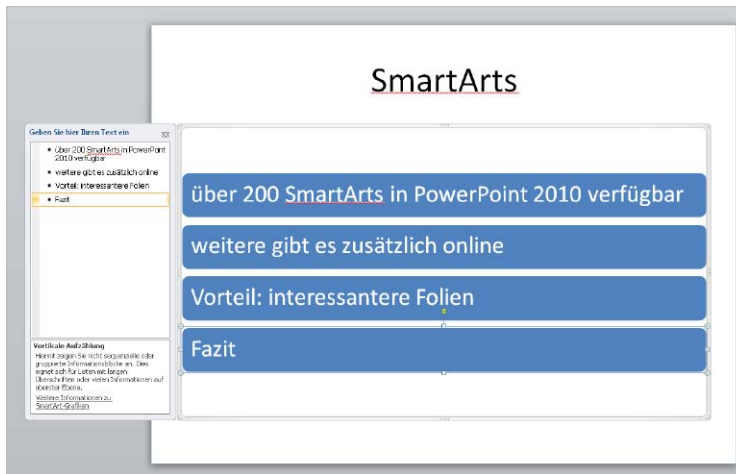 SmartArts
Geben Sie hier Ihren Text ein
über 200 SmartArts in PowerPoint
2010 verfügbar
weitere gibt es zusätzlich online
Vorteil: interessantere Folien
Fazit
Vertikale Aufzählung
Hiermit zeigen Sie nicht sequenzielle oder
gruppierte Informationsblöcke an. Dies
eignet sich für Listen mit langen
Überschriften oder vielen Informationen auf
oberster Ebene.
Weitere Informationen zu
SmartArt-Grafiken
über 200 SmartArts in PowerPoint 2010 verfügbar
weitere gibt es zusätzlich online
Vorteil: interessantere Folien
Fazit